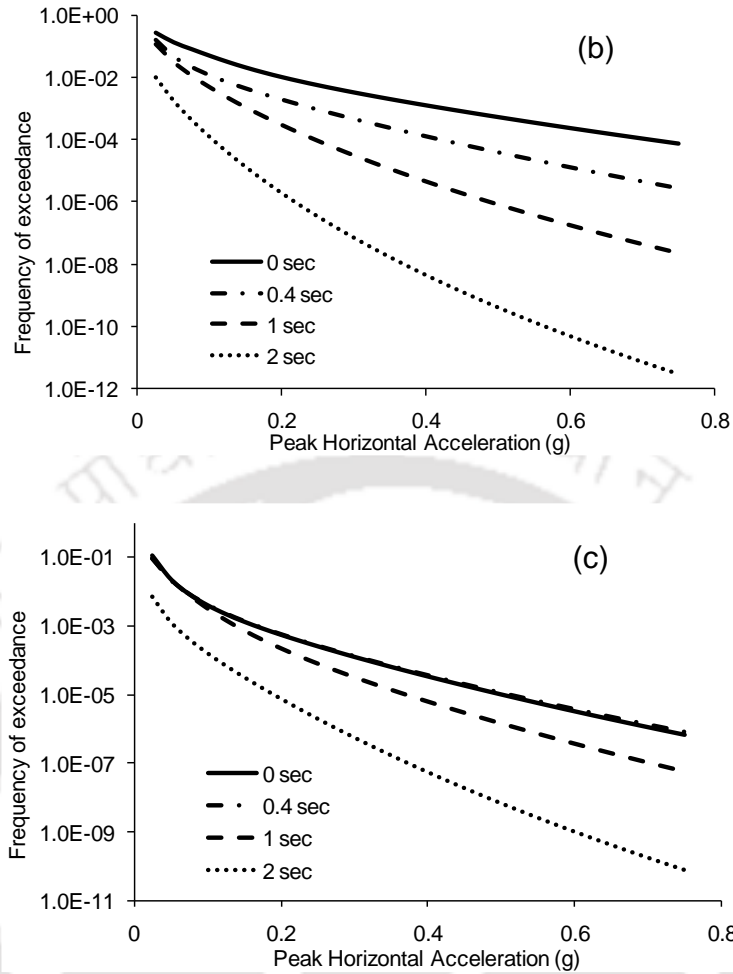 (b)
Frequency of exceedance
1.0E+00
1.0E-02
1.0E-04
1.0E-06
1.0E-08
1.0E-10
1.0E-12
0 sec
0.4 sec
1 sec
2 sec
0 0.2 0.4 0.6 0.8
Peak Horizontal Acceleration (g)
(c)
Frequency of exceedance
1.0E-01
1.0E-03
1.0E-05
1.0E-07
1.0E-09
1.0E-11
0 sec
0.4 sec
1 sec
2 sec
0 0.2 0.4 0.6 0.8
Peak Horizontal Acceleration (g)